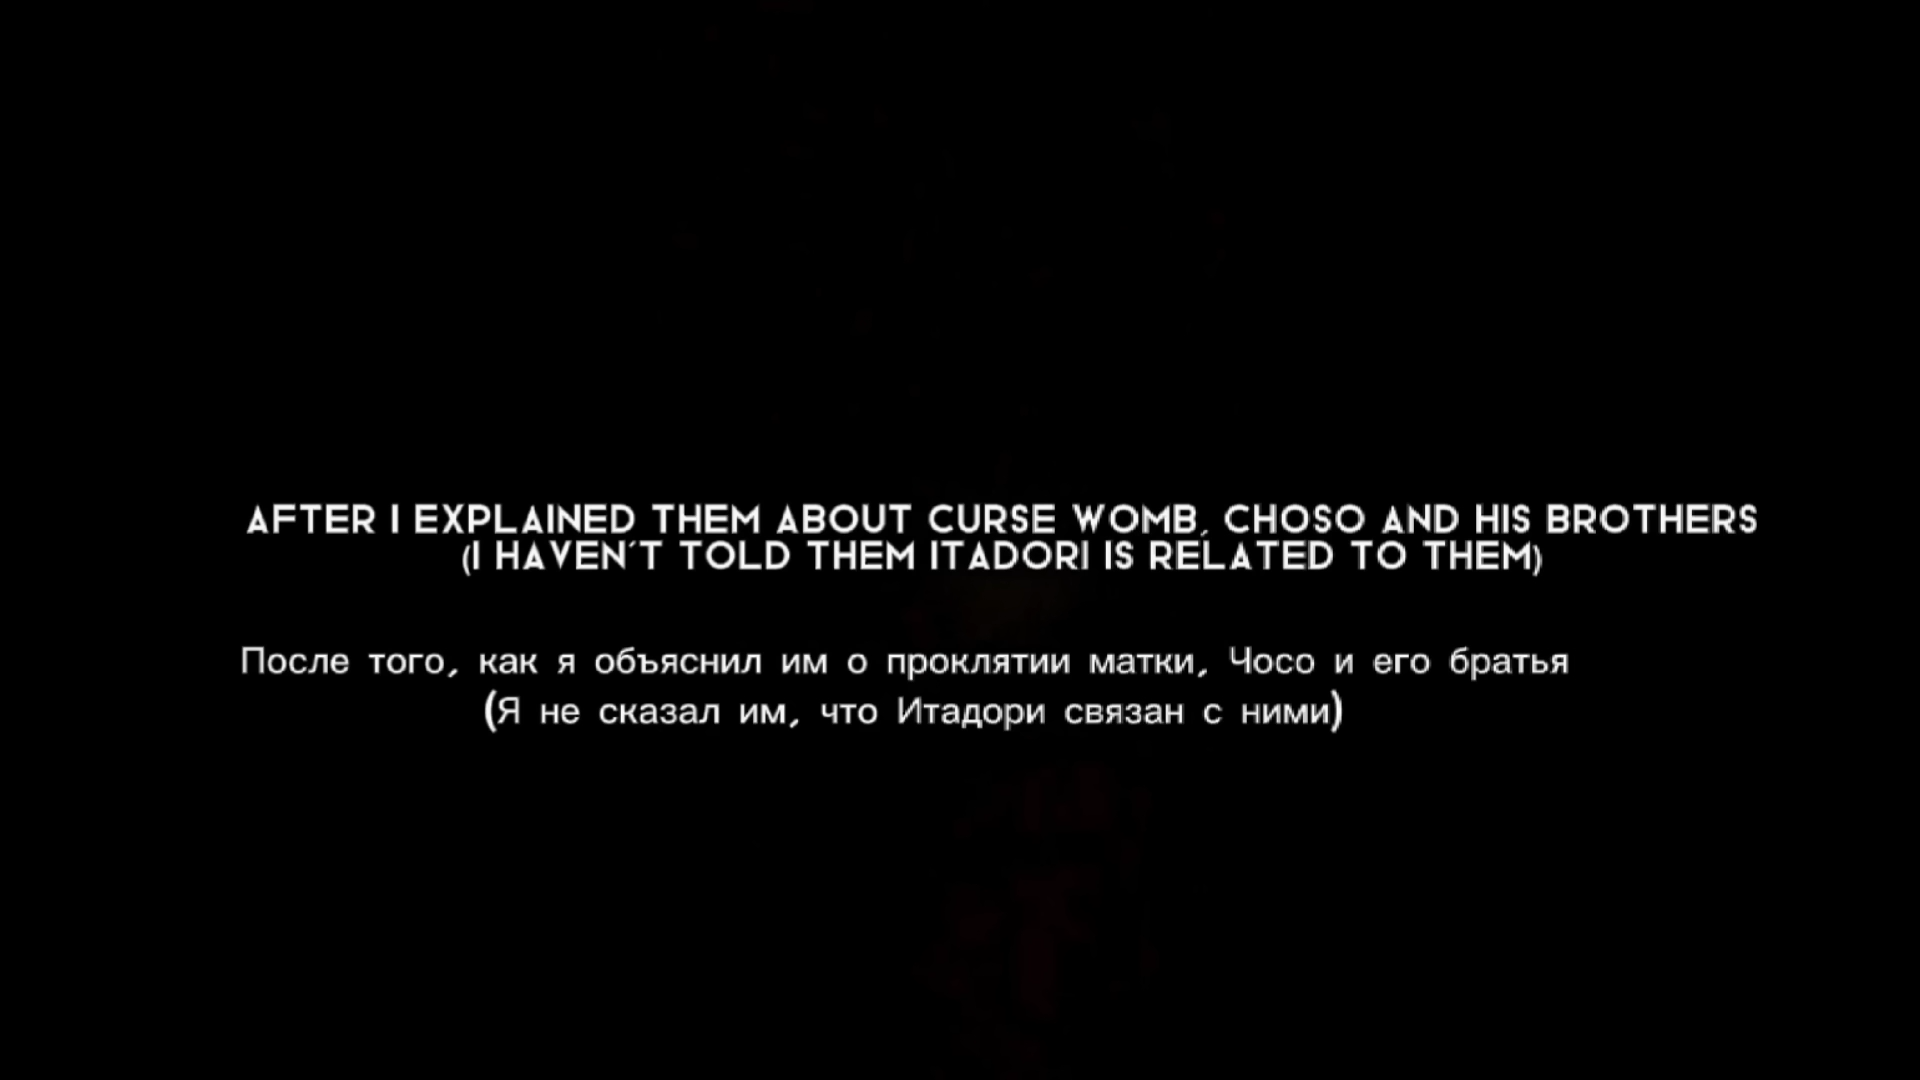 AFTER I EXPLAINED THEM ABOUT CURSE WOMB, CHOSO AND HIS BROTHERS
(I HAVEN'T TOLD THEM ITADORI IS RELATED TO THEM)
После того, как я объяснил им о проклятии матки, Чосо и его братья
(Я не сказал им, что Итадори связан с ними)